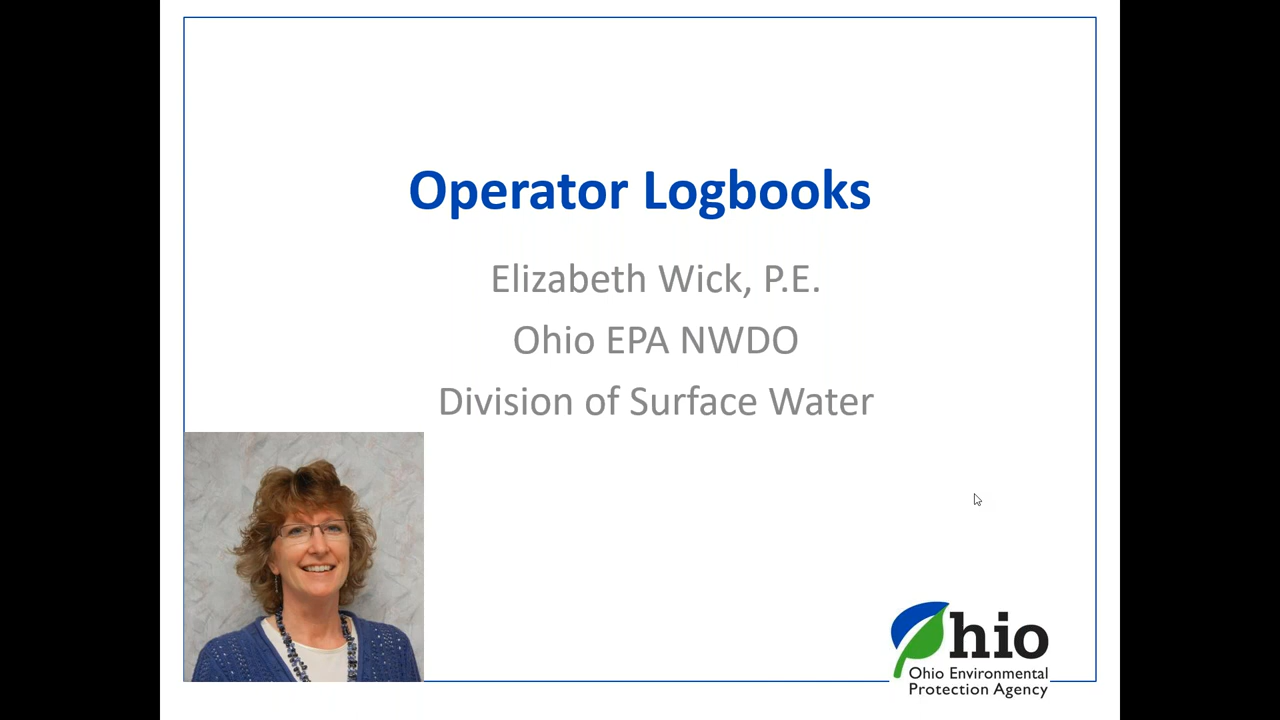 Operator Logbooks
Elizabeth Wick, P.E.
Ohio EPA NWDO
Division of Surface Water
Ohio
Ohio Environmental
Protection Agency